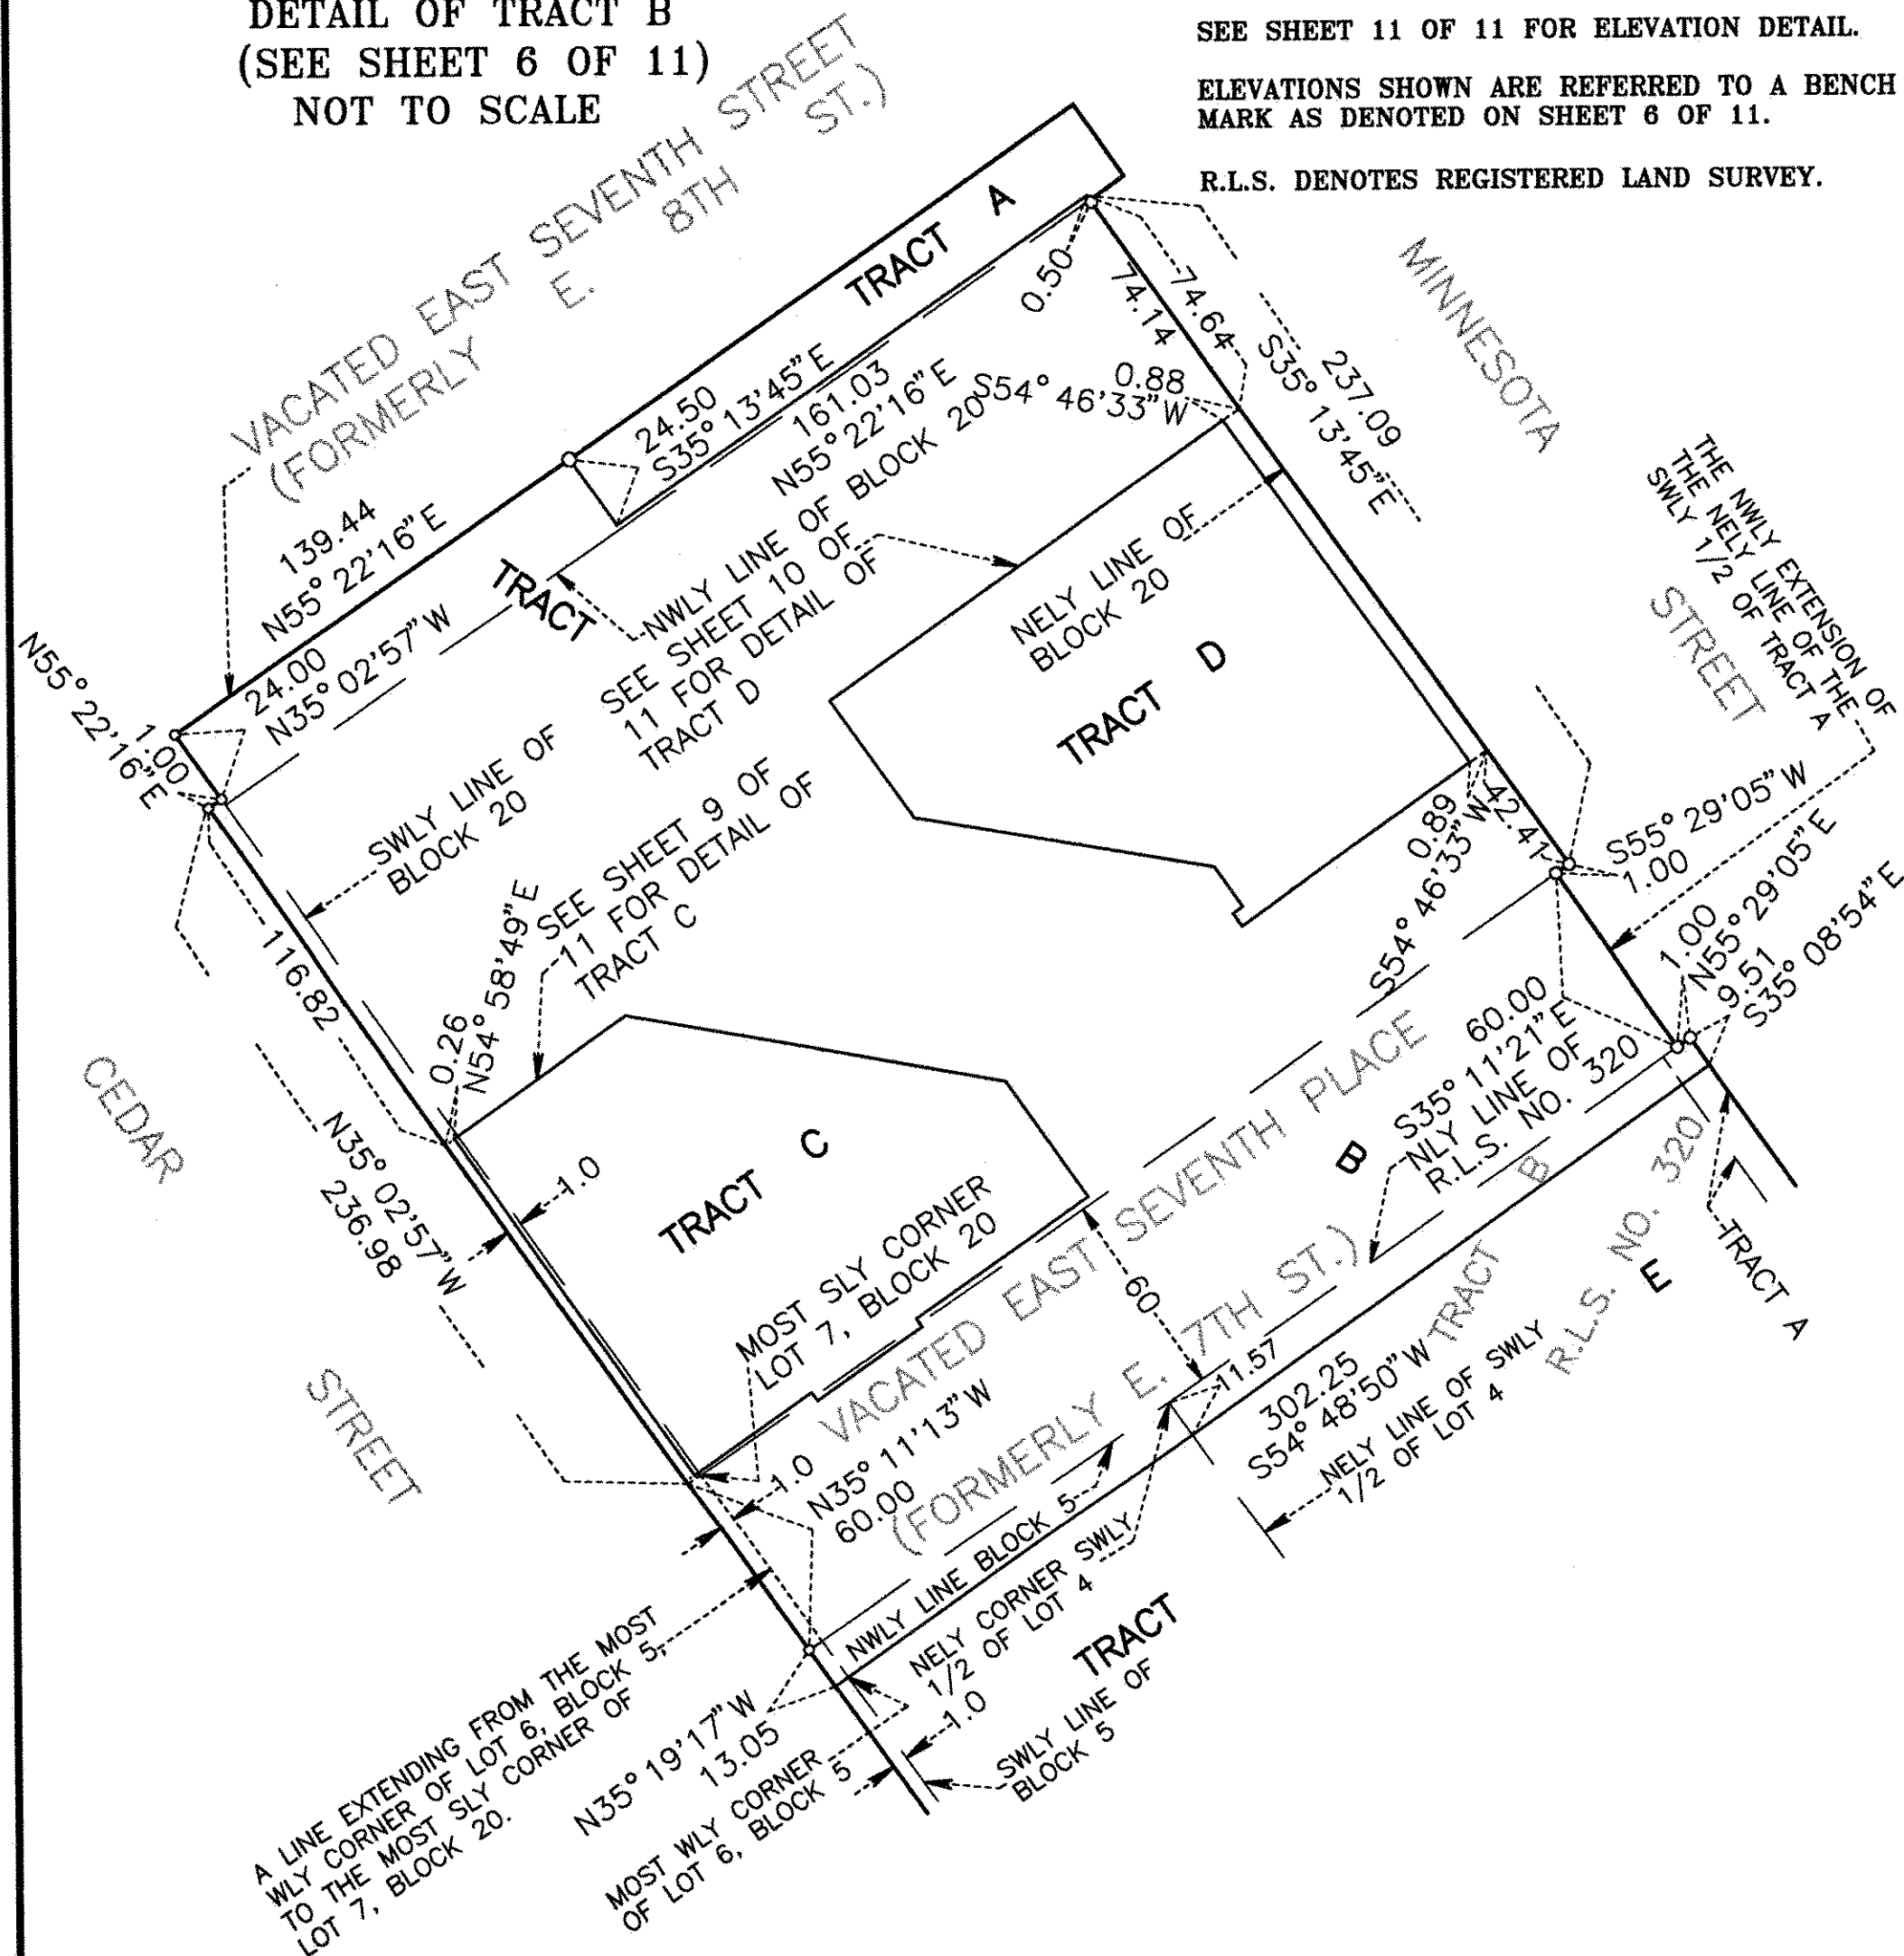 DETAIL OF TRACT B
(SEE SHEET 6 OF 11)
NOT TO SCALE
SEE SHEET 11 OF 11 FOR ELEVATION DETAIL.
ELEVATIONS SHOWN ARE REFERRED TO A BENCH
MARK AS DENOTED ON SHEET 6 OF 11.
R.L.S. DENOTES REGISTERED LAND SURVEY.
VACATED EAST SEVENTH STREET
(FORMERLY E. 8TH ST.)
TRACT A
0.50
74.14
74.64
237.09
S35°13'45"E
MINNESOTA
STREET
24.50
S35°13'45"E
161.03
N55°22'16"E
NWLY LINE OF BLOCK 20
0.88
S54°46'33"W
139.44
N55°22'16"E
TRACT
24.00
N35°02'57"W
N55°22'16"E
1.00
SEE SHEET 10 OF
11 FOR DETAIL OF
TRACT D
NELY LINE OF
BLOCK 20
TRACT D
THE NWLY EXTENSION OF
THE NELY LINE OF THE
SWLY 1/2 OF TRACT A
SWLY LINE OF
BLOCK 20
SEE SHEET 9 OF
11 FOR DETAIL OF
TRACT C
0.89
S54°46'33"W
42.41
S55°29'05"W
1.00
1.00
N55°29'05"E
9.51
S35°08'54"E
116.82
0.26
N54°58'49"E
CEDAR
STREET
N35°02'57"W
236.98
1.0
TRACT C
60.00
S35°11'21"E
NLY LINE OF
R.L.S. NO. 320
B
MOST SLY CORNER
LOT 7, BLOCK 20
VACATED EAST SEVENTH PLACE
(FORMERLY E. 7TH ST.)
60
TRACT B
R.L.S. NO. 320
TRACT A
E
11.57
302.25
S54°48'50"W
NELY LINE OF SWLY
1/2 OF LOT 4
1.0
N35°11'13"W
60.00
NWLY LINE BLOCK 5
NELY CORNER SWLY
1/2 OF LOT 4
TRACT
A LINE EXTENDING FROM THE MOST
WLY CORNER OF LOT 6, BLOCK 5,
TO THE MOST SLY CORNER OF
LOT 7, BLOCK 20.
N35°19'17"W
13.05
MOST WLY CORNER
OF LOT 6, BLOCK 5
1.0
SWLY LINE OF
BLOCK 5